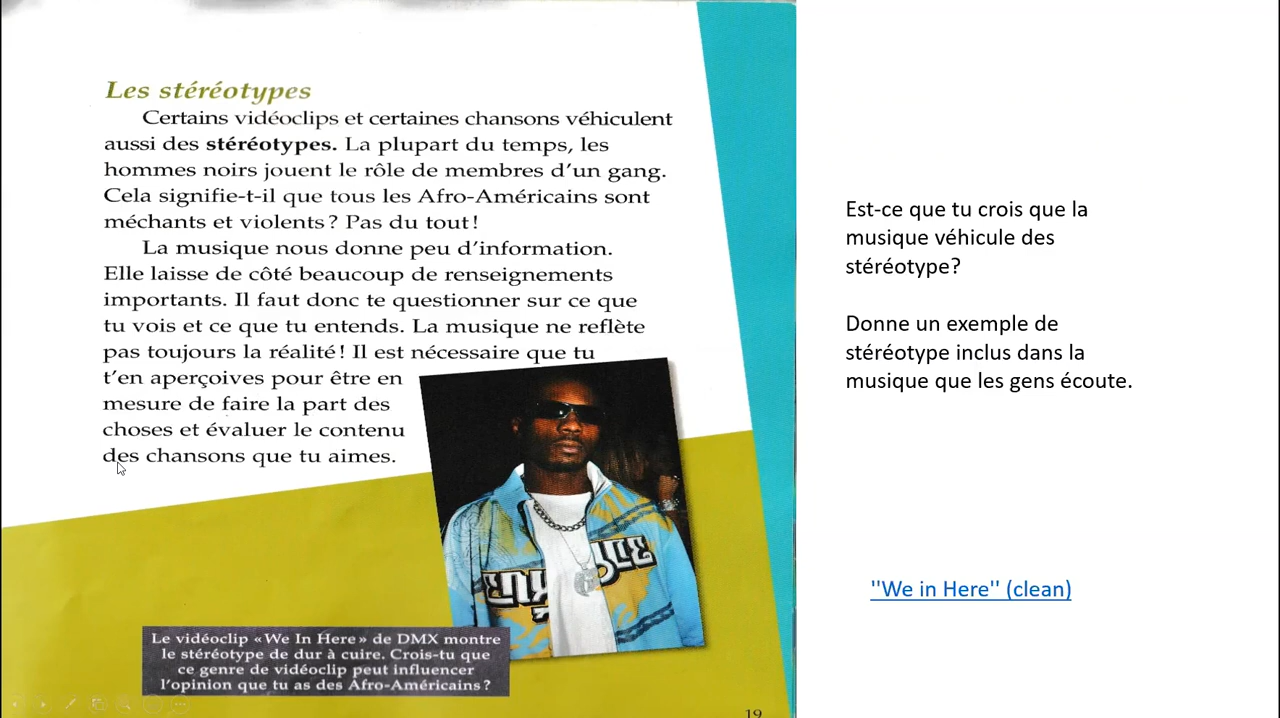 Les stéréotypes
Certains vidéoclips et certaines chansons véhiculent
aussi des stéréotypes. La plupart du temps, les
hommes noirs jouent le rôle de membres d'un gang.
Cela signifie-t-il que tous les Afro-Américains sont
méchants et violents ? Pas du tout !
La musique nous donne peu d'information.
Elle laisse de côté beaucoup de renseignements
importants. Il faut donc te questionner sur ce que
tu vois et ce que tu entends. La musique ne reflète
pas toujours la réalité ! Il est nécessaire que tu
t'en aperçoives pour être en
mesure de faire la part des
choses et évaluer le contenu
des chansons que tu aimes.
Le vidéoclip « We In Here » de DMX montre
le stéréotype de dur à cuire. Crois-tu que
ce genre de vidéoclip peut influencer
l'opinion que tu as des Afro-Américains ?
19
Est-ce que tu crois que la
musique véhicule des
stéréotype?
Donne un exemple de
stéréotype inclus dans la
musique que les gens écoute.
''We in Here'' (clean)